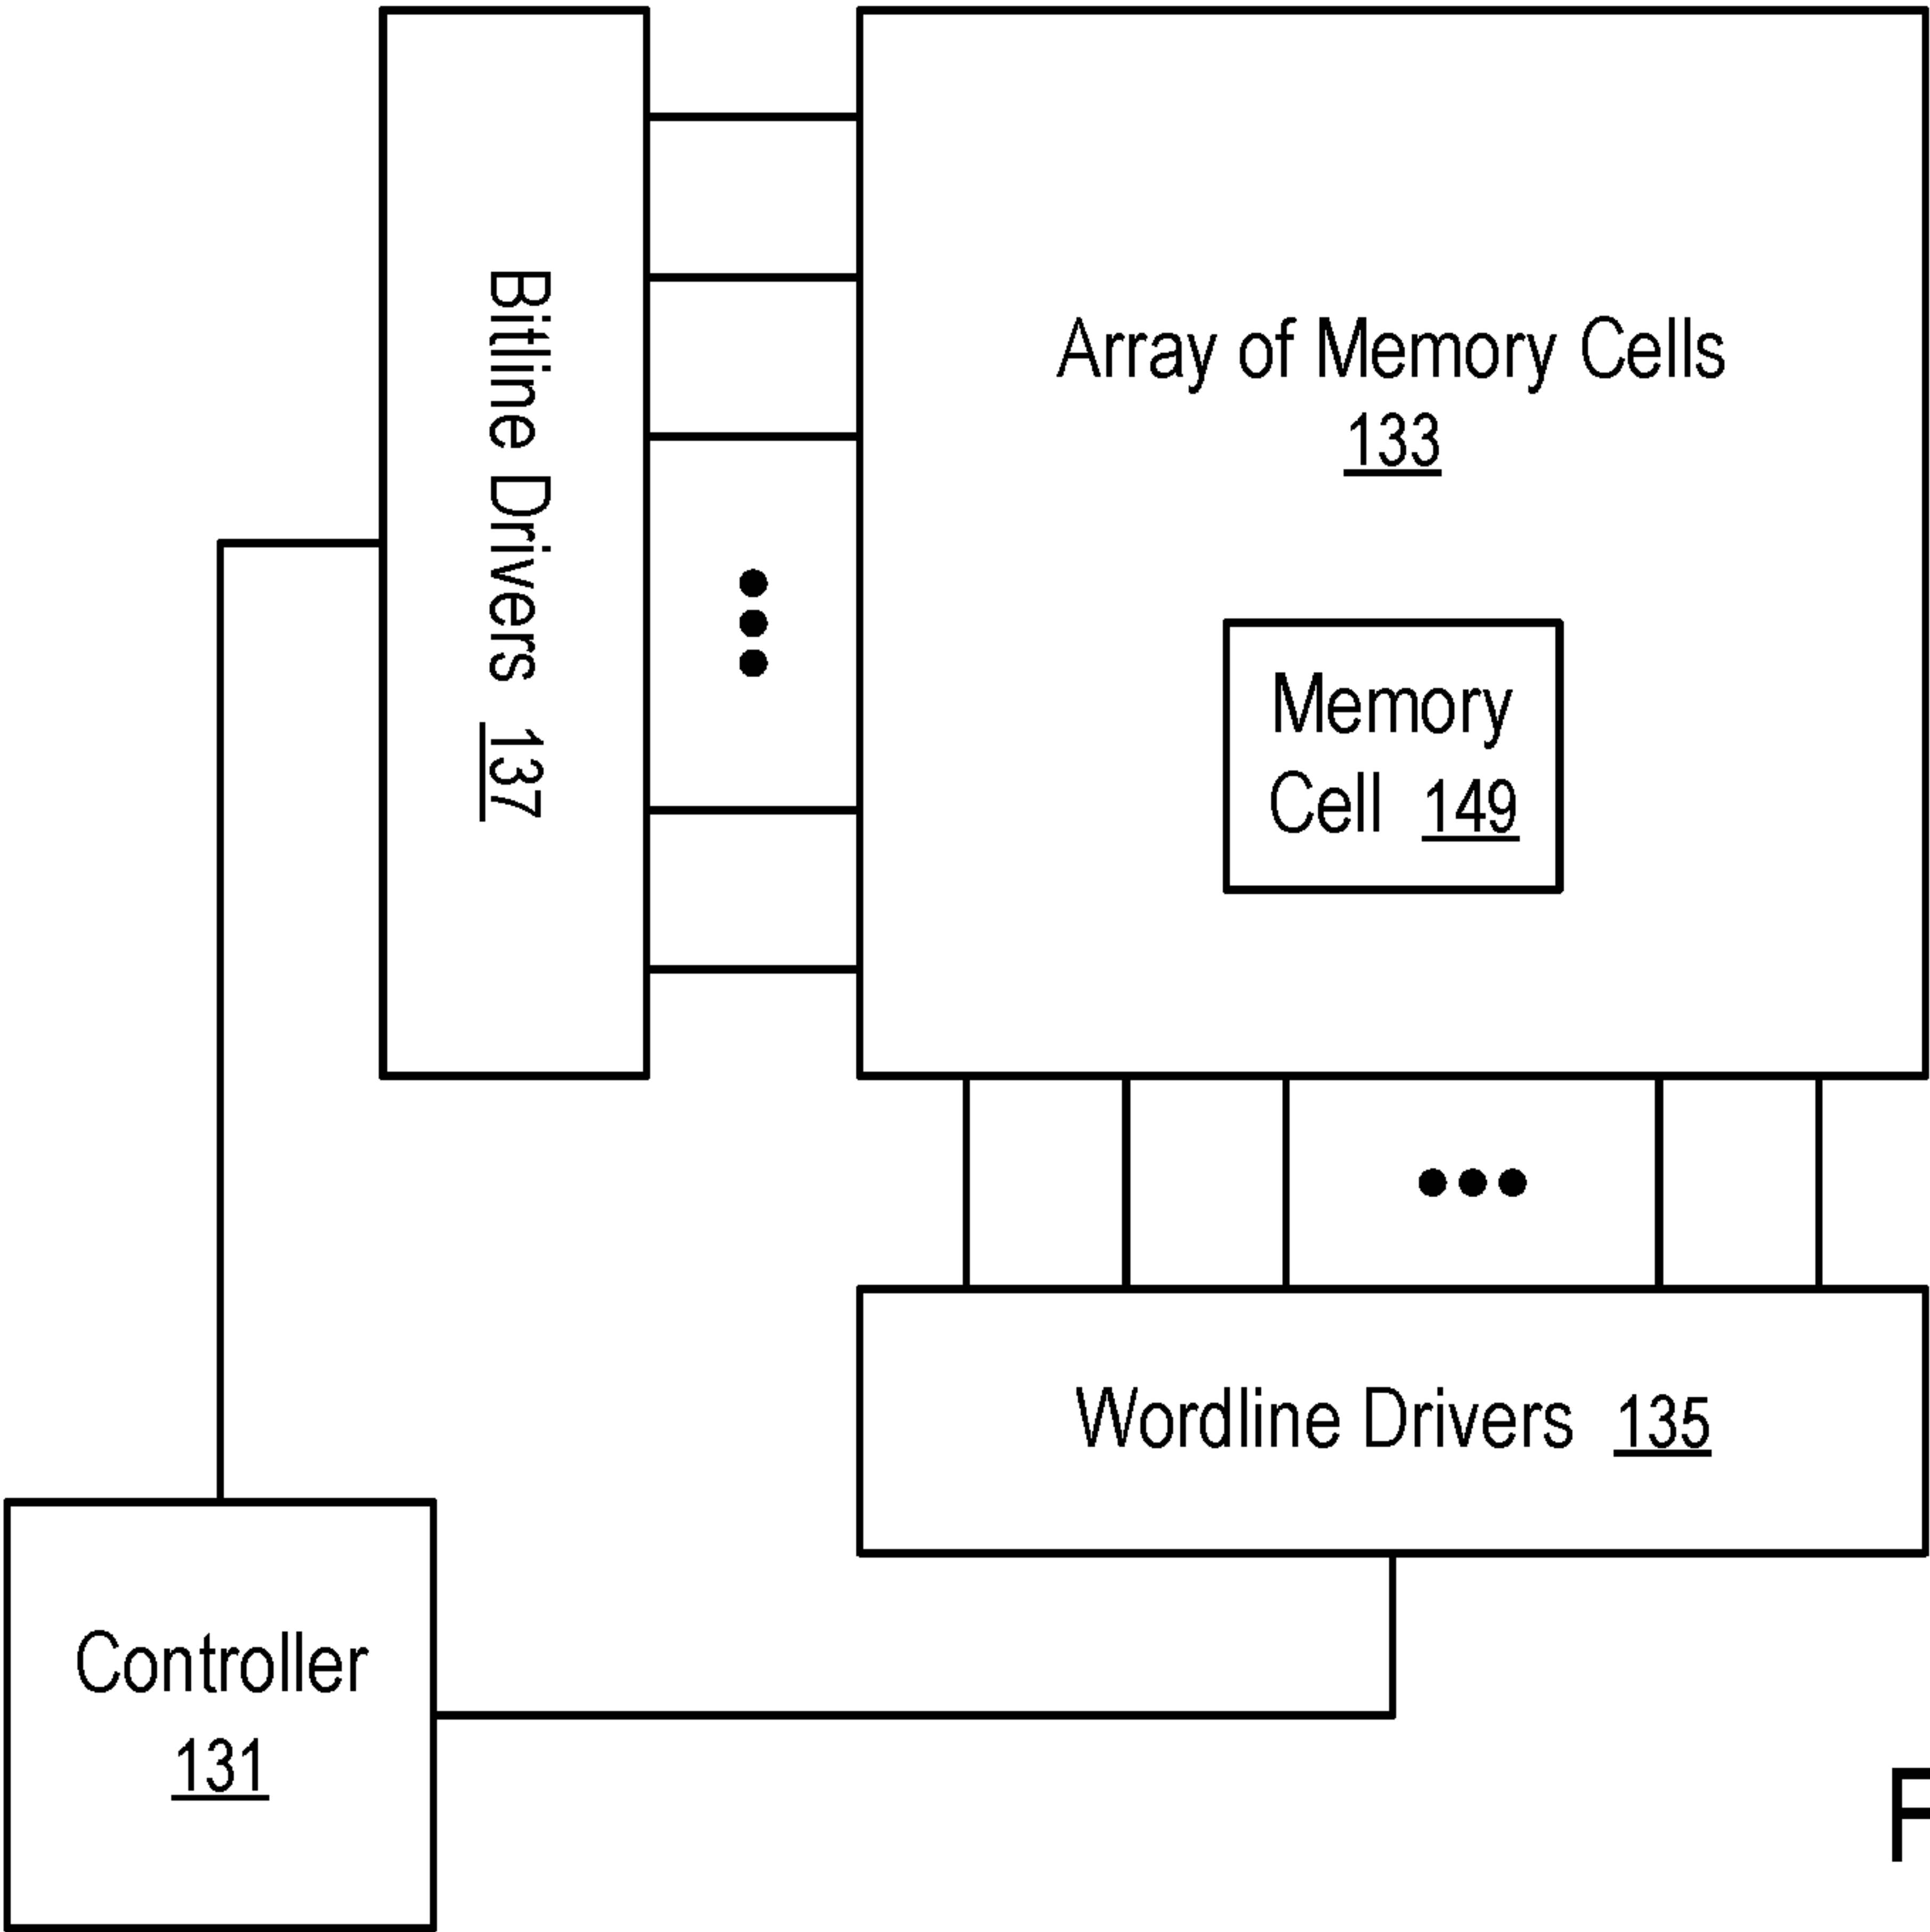 Bitline Drivers 137
Array of Memory Cells
133
Memory
Cell 149
Wordline Drivers 135
Controller
131
F